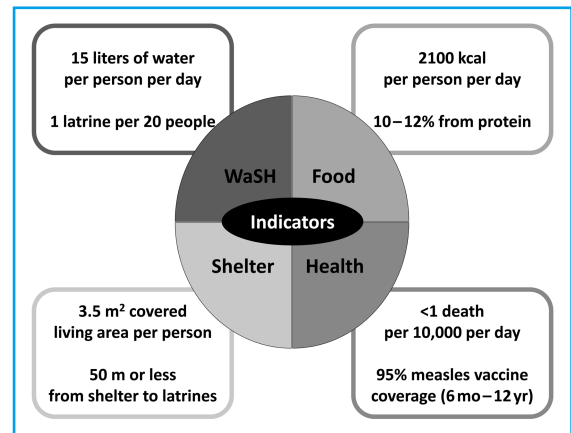 15 liters of water
per person per day
1 latrine per 20 people
2100 kcal
per person per day
10–12% from protein
WaSH
Food
Indicators
Shelter
Health
3.5 m² covered
living area per person
50 m or less
from shelter to latrines
<1 death
per 10,000 per day
95% measles vaccine
coverage (6 mo–12 yr)